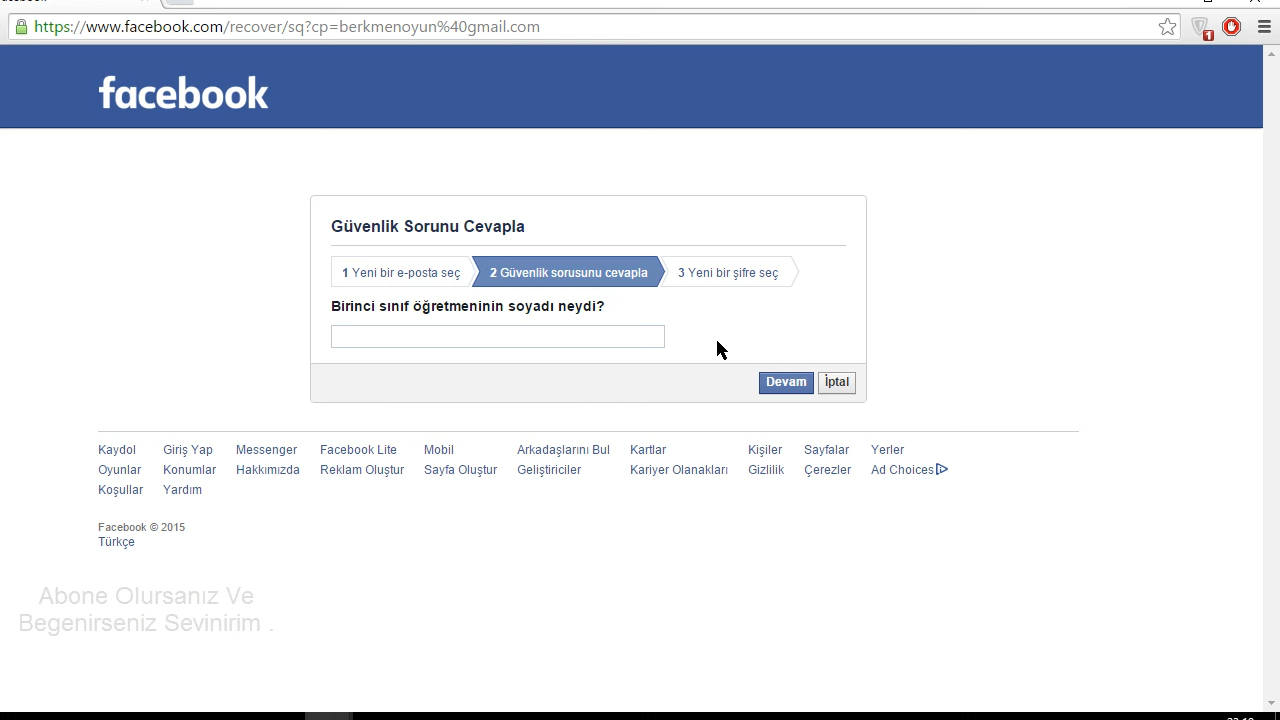 https://www.facebook.com/recover/sq?cp=berkmenoyun%40gmail.com
1
facebook
Güvenlik Sorunu Cevapla
1 Yeni bir e-posta seç
2 Güvenlik sorusunu cevapla
3 Yeni bir şifre seç
Birinci sınıf öğretmeninin soyadı neydi?
Devam
İptal
Kaydol Giriş Yap Messenger Facebook Lite Mobil Arkadaşlarını Bul Kartlar Kişiler Sayfalar Yerler
Oyunlar Konumlar Hakkımızda Reklam Oluştur Sayfa Oluştur Geliştiriciler Kariyer Olanakları Gizlilik Çerezler Ad Choices
Koşullar Yardım
Facebook © 2015
Türkçe
Abone Olursanız Ve
Begenirseniz Sevinirim .